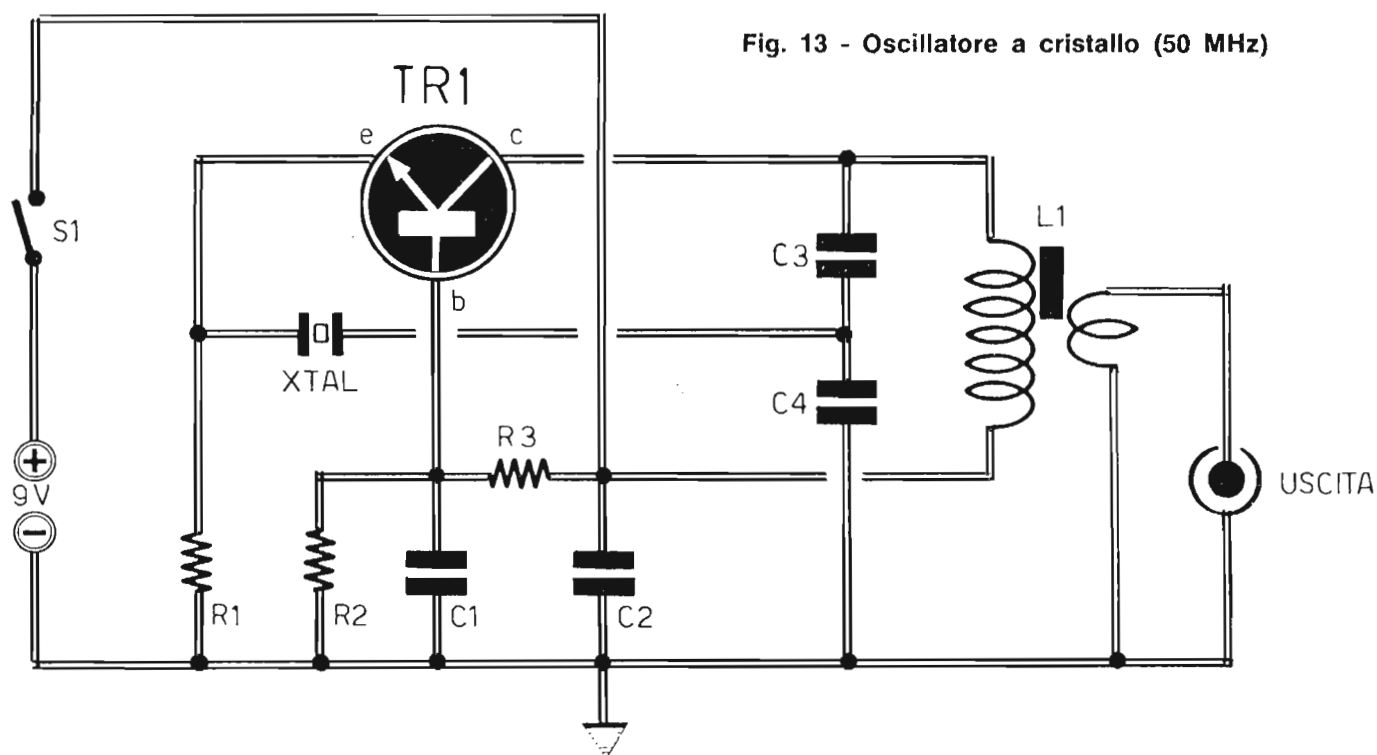 Fig. 13 - Oscillatore a cristallo (50 MHz)
TR1
e
c
b
S1
L1
C3
XTAL
C4
R3
+
9V
−
USCITA
R1
R2
C1
C2